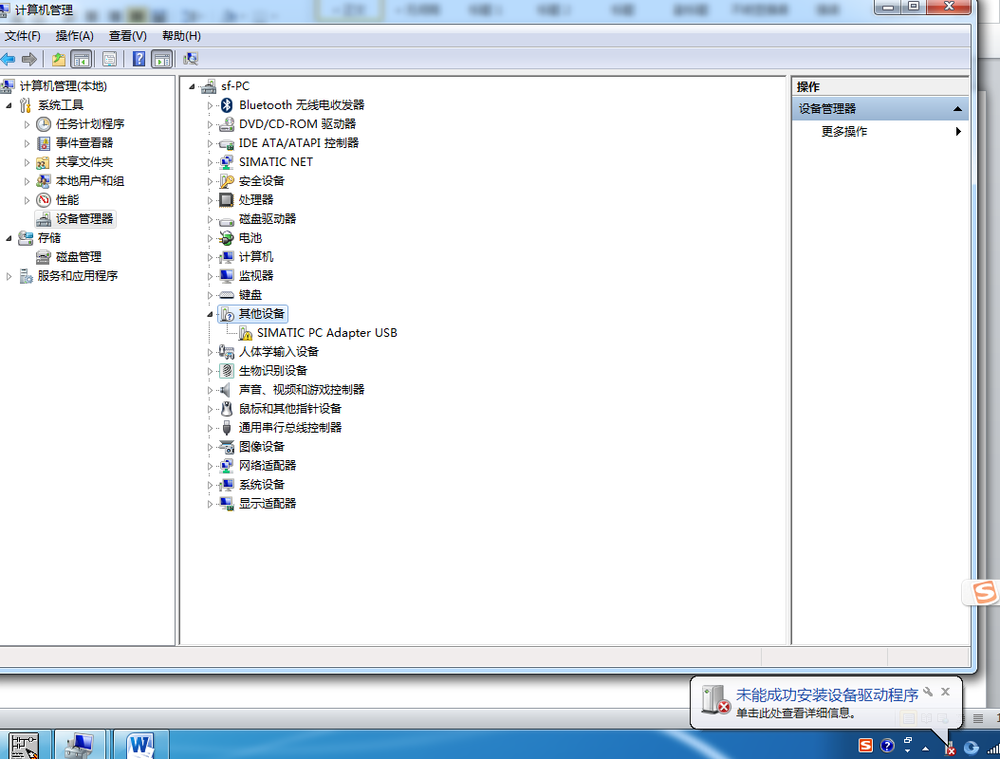 计算机管理
文件(F) 操作(A) 查看(V) 帮助(H)
计算机管理(本地)
系统工具
任务计划程序
事件查看器
共享文件夹
本地用户和组
性能
设备管理器
存储
磁盘管理
服务和应用程序
sf-PC
Bluetooth 无线电收发器
DVD/CD-ROM 驱动器
IDE ATA/ATAPI 控制器
SIMATIC NET
安全设备
处理器
磁盘驱动器
电池
计算机
监视器
键盘
其他设备
SIMATIC PC Adapter USB
人体学输入设备
生物识别设备
声音、视频和游戏控制器
鼠标和其他指针设备
通用串行总线控制器
图像设备
网络适配器
系统设备
显示适配器
操作
设备管理器
更多操作
未能成功安装设备驱动程序
单击此处查看详细信息。